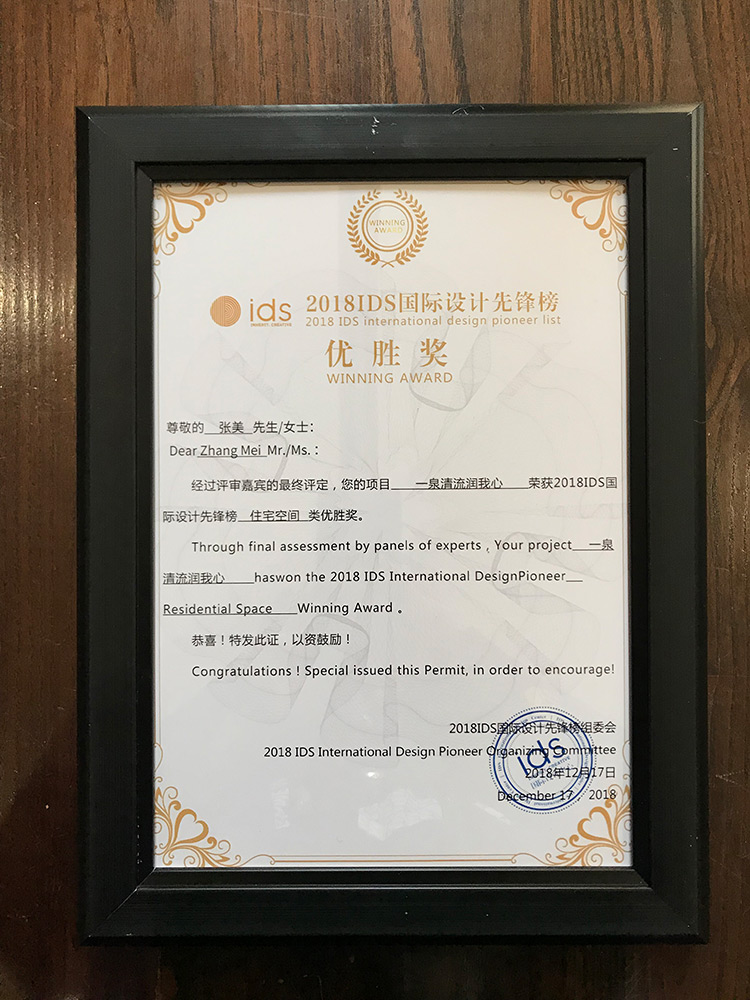 WINNING
AWARD
ids 2018IDS国际设计先锋榜
2018 IDS international design pioneer list
优胜奖
WINNING AWARD
尊敬的 张美 先生/女士：
Dear Zhang Mei Mr./Ms.：
经过评审嘉宾的最终评定，您的项目 一泉清流润我心 荣获2018IDS国
际设计先锋榜 住宅空间 类优胜奖。
Through final assessment by panels of experts，Your project 一泉
清流润我心 haswon the 2018 IDS International DesignPioneer
Residential Space Winning Award 。
恭喜！特发此证，以资鼓励！
Congratulations！Special issued this Permit, in order to encourage!
2018IDS国际设计先锋榜组委会
2018 IDS International Design Pioneer Organizing Committee
ids
2018年12月17日
December 17，2018